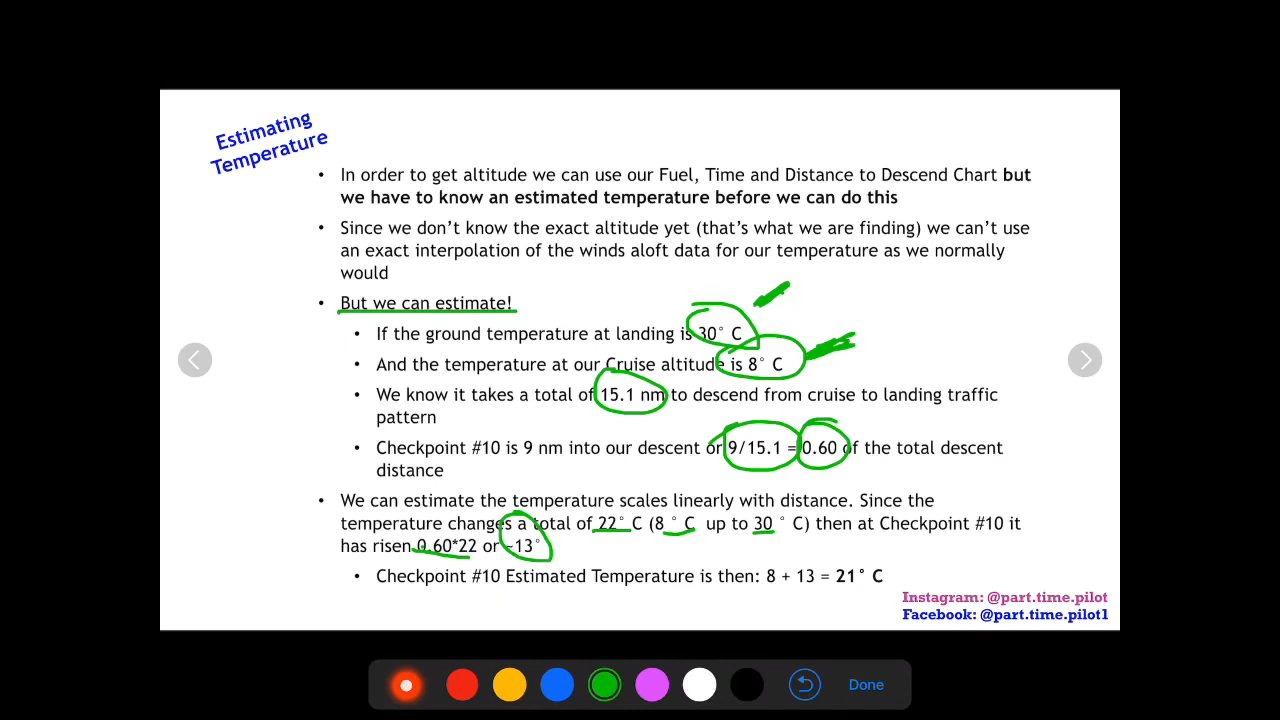 Estimating
Temperature
• In order to get altitude we can use our Fuel, Time and Distance to Descend Chart but
we have to know an estimated temperature before we can do this
• Since we don't know the exact altitude yet (that's what we are finding) we can't use
an exact interpolation of the winds aloft data for our temperature as we normally
would
• But we can estimate!
• If the ground temperature at landing is 30° C
• And the temperature at our Cruise altitude is 8° C
• We know it takes a total of 15.1 nm to descend from cruise to landing traffic
pattern
• Checkpoint #10 is 9 nm into our descent or 9/15.1 = 0.60 of the total descent
distance
• We can estimate the temperature scales linearly with distance. Since the
temperature changes a total of 22° C (8 ° C up to 30 ° C) then at Checkpoint #10 it
has risen 0.60*22 or ~13°
• Checkpoint #10 Estimated Temperature is then: 8 + 13 = 21° C
Instagram: @part.time.pilot
Facebook: @part.time.pilot1
Done